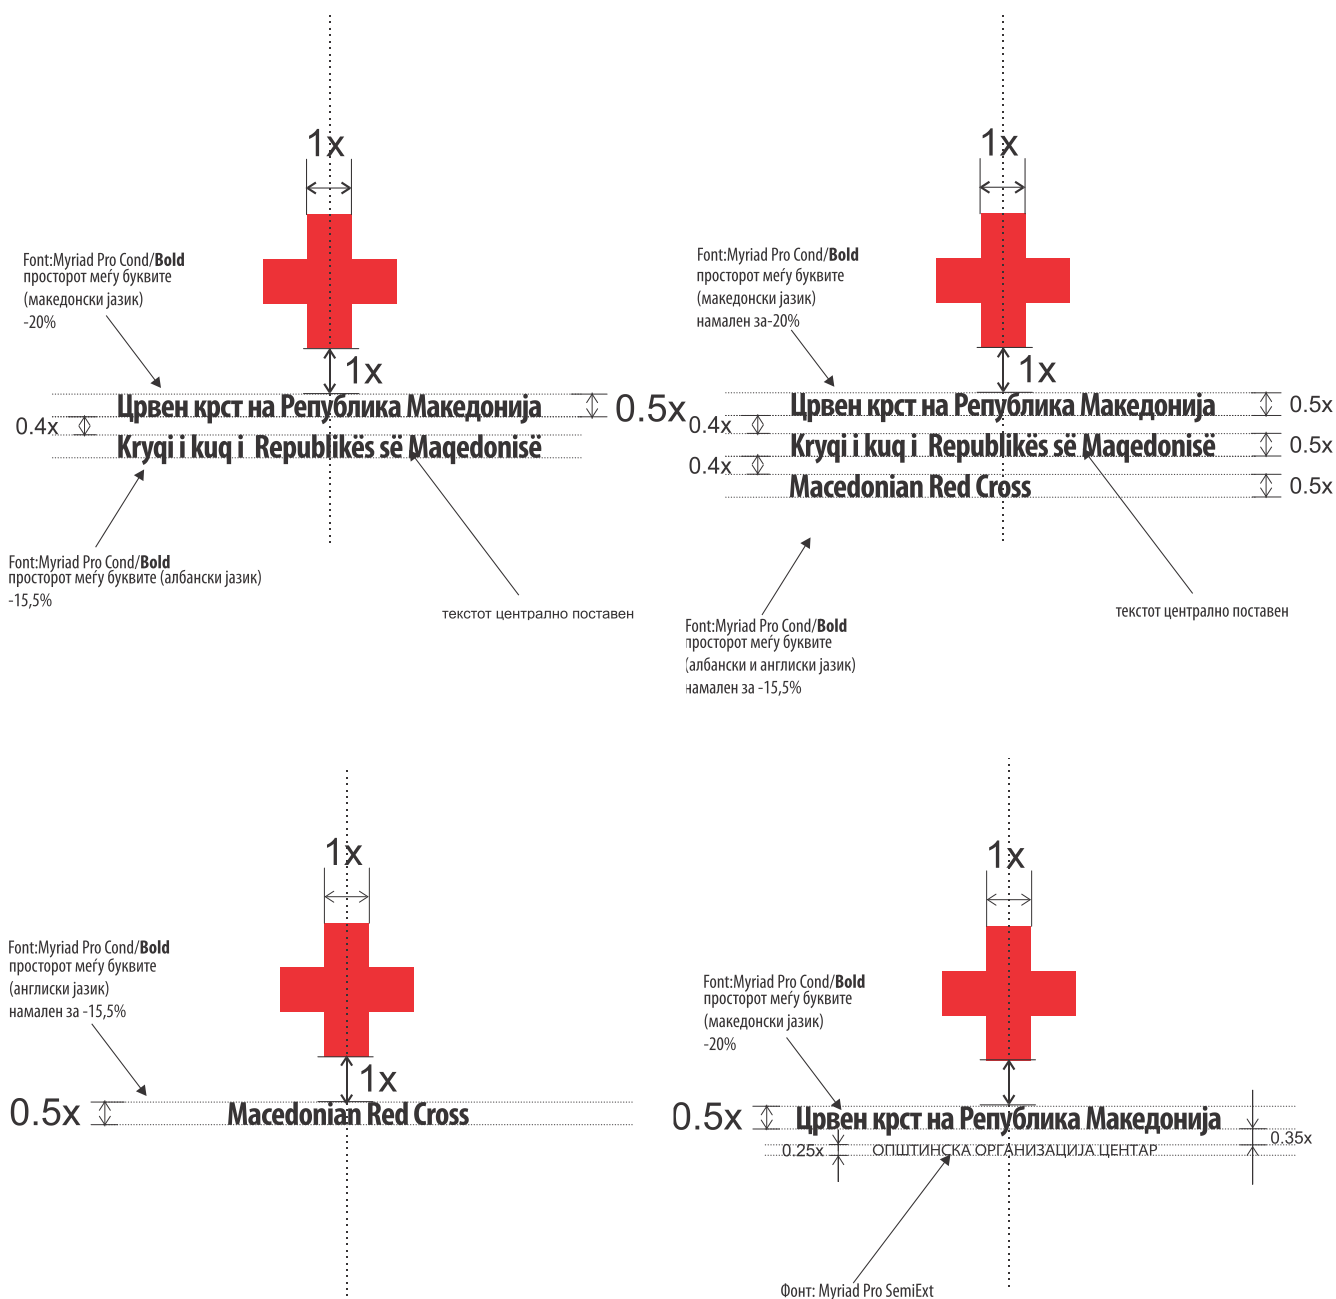 1x
Font:Myriad Pro Cond/Bold
просторот меѓу буквите
(македонски јазик)
-20%
1x
Црвен крст на Република Македонија
0.5x
0.4x
Kryqi i kuq i Republikës së Maqedonisë
Font:Myriad Pro Cond/Bold
просторот меѓу буквите (албански јазик)
-15,5%
текстот централно поставен
1x
Font:Myriad Pro Cond/Bold
просторот меѓу буквите
(македонски јазик)
намален за-20%
1x
Црвен крст на Република Македонија
0.5x
0.4x
Kryqi i kuq i Republikës së Maqedonisë
0.5x
0.4x
Macedonian Red Cross
0.5x
Font:Myriad Pro Cond/Bold
просторот меѓу буквите
(албански и англиски јазик)
намален за -15,5%
текстот централно поставен
1x
Font:Myriad Pro Cond/Bold
просторот меѓу буквите
(англиски јазик)
намален за -15,5%
1x
0.5x
Macedonian Red Cross
1x
Font:Myriad Pro Cond/Bold
просторот меѓу буквите
(македонски јазик)
-20%
0.5x
Црвен крст на Република Македонија
0.35x
0.25x
ОПШТИНСКА ОРГАНИЗАЦИЈА ЦЕНТАР
Фонт: Myriad Pro SemiExt